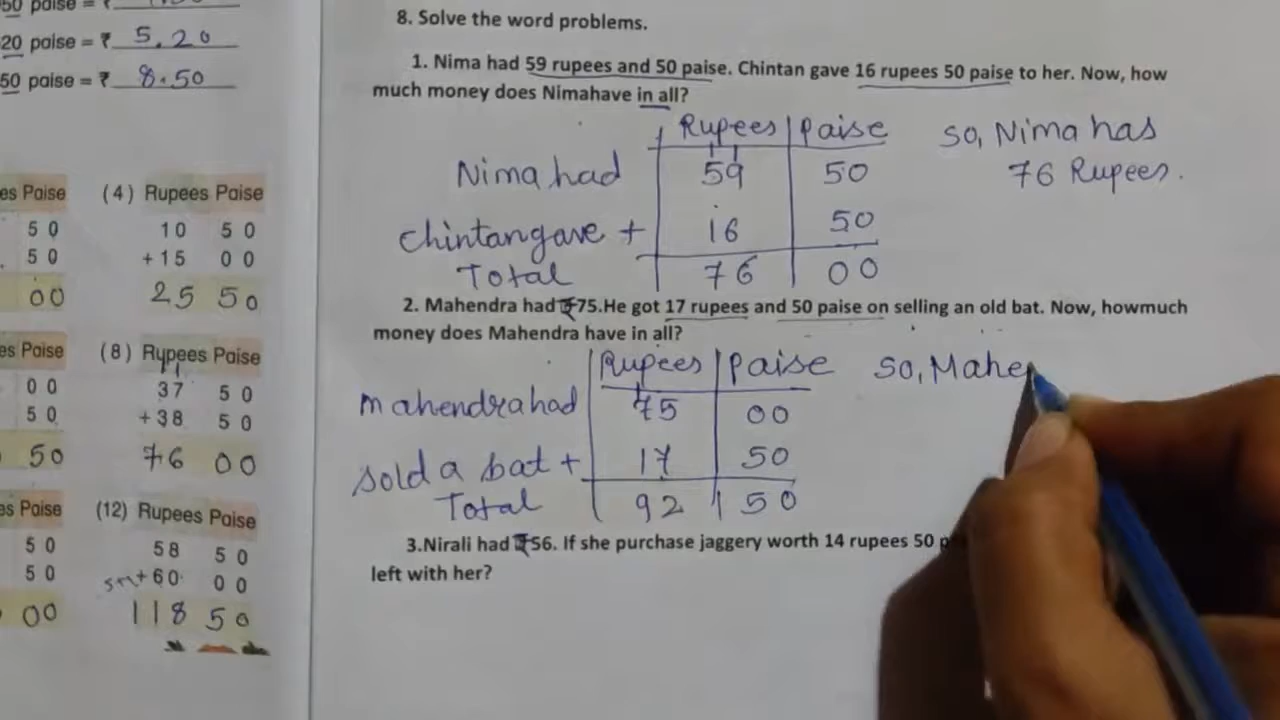 50 paise = ₹
20 paise = ₹ 5.20
50 paise = ₹ 8.50
es Paise
50
50
00
(4) Rupees Paise
10 50
+15 00
25 50
es Paise
00
50
50
(8) Rupees Paise
11
37 50
+38 50
76 00
es Paise
50
50
00
(12) Rupees Paise
58 50
+60 00
118 50
8. Solve the word problems.
1. Nima had 59 rupees and 50 paise. Chintan gave 16 rupees 50 paise to her. Now, how
much money does Nimahave in all?
Rupees Paise
Nima had 59 50
Chintan gave + 16 50
Total 76 00
So, Nima has
76 Rupees.
2. Mahendra had ₹75.He got 17 rupees and 50 paise on selling an old bat. Now, howmuch
money does Mahendra have in all?
Rupees Paise
mahendra had 75 00
sold a bat + 17 50
Total 92 50
So, Mahe
3.Nirali had ₹56. If she purchase jaggery worth 14 rupees 50
left with her?